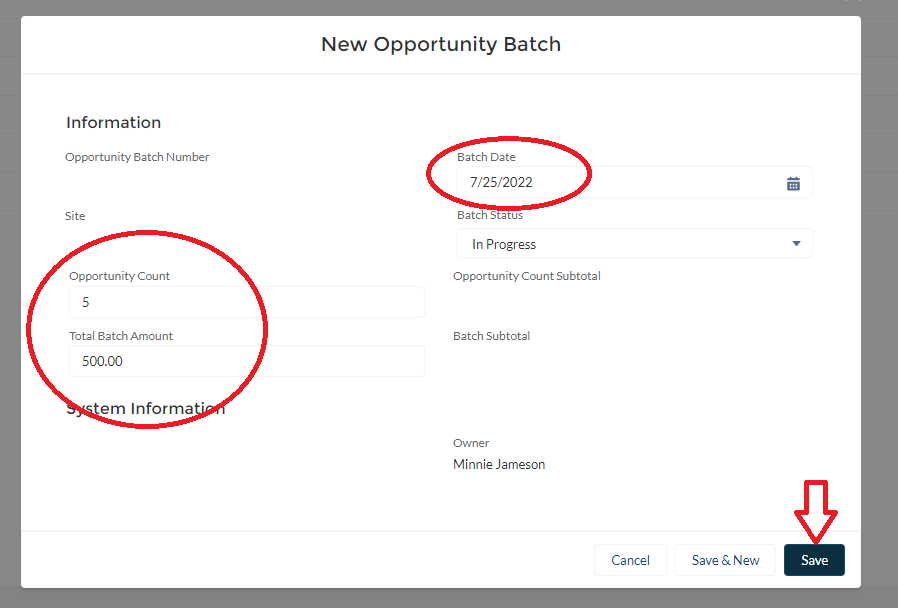 New Opportunity Batch
Information
Opportunity Batch Number
Batch Date
7/25/2022
Site
Batch Status
In Progress
Opportunity Count
5
Opportunity Count Subtotal
Total Batch Amount
500.00
Batch Subtotal
System Information
Owner
Minnie Jameson
Cancel
Save & New
Save